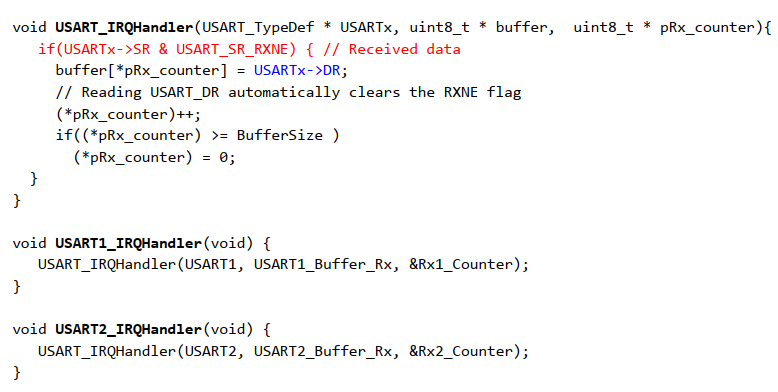 void USART_IRQHandler(USART_TypeDef * USARTx, uint8_t * buffer,  uint8_t * pRx_counter){
   if(USARTx->SR & USART_SR_RXNE) { // Received data
     buffer[*pRx_counter] = USARTx->DR;
     // Reading USART_DR automatically clears the RXNE flag
     (*pRx_counter)++;
     if((*pRx_counter) >= BufferSize )
       (*pRx_counter) = 0;
  }
}
void USART1_IRQHandler(void) {
   USART_IRQHandler(USART1, USART1_Buffer_Rx, &Rx1_Counter);
}
void USART2_IRQHandler(void) {
   USART_IRQHandler(USART2, USART2_Buffer_Rx, &Rx2_Counter);
}